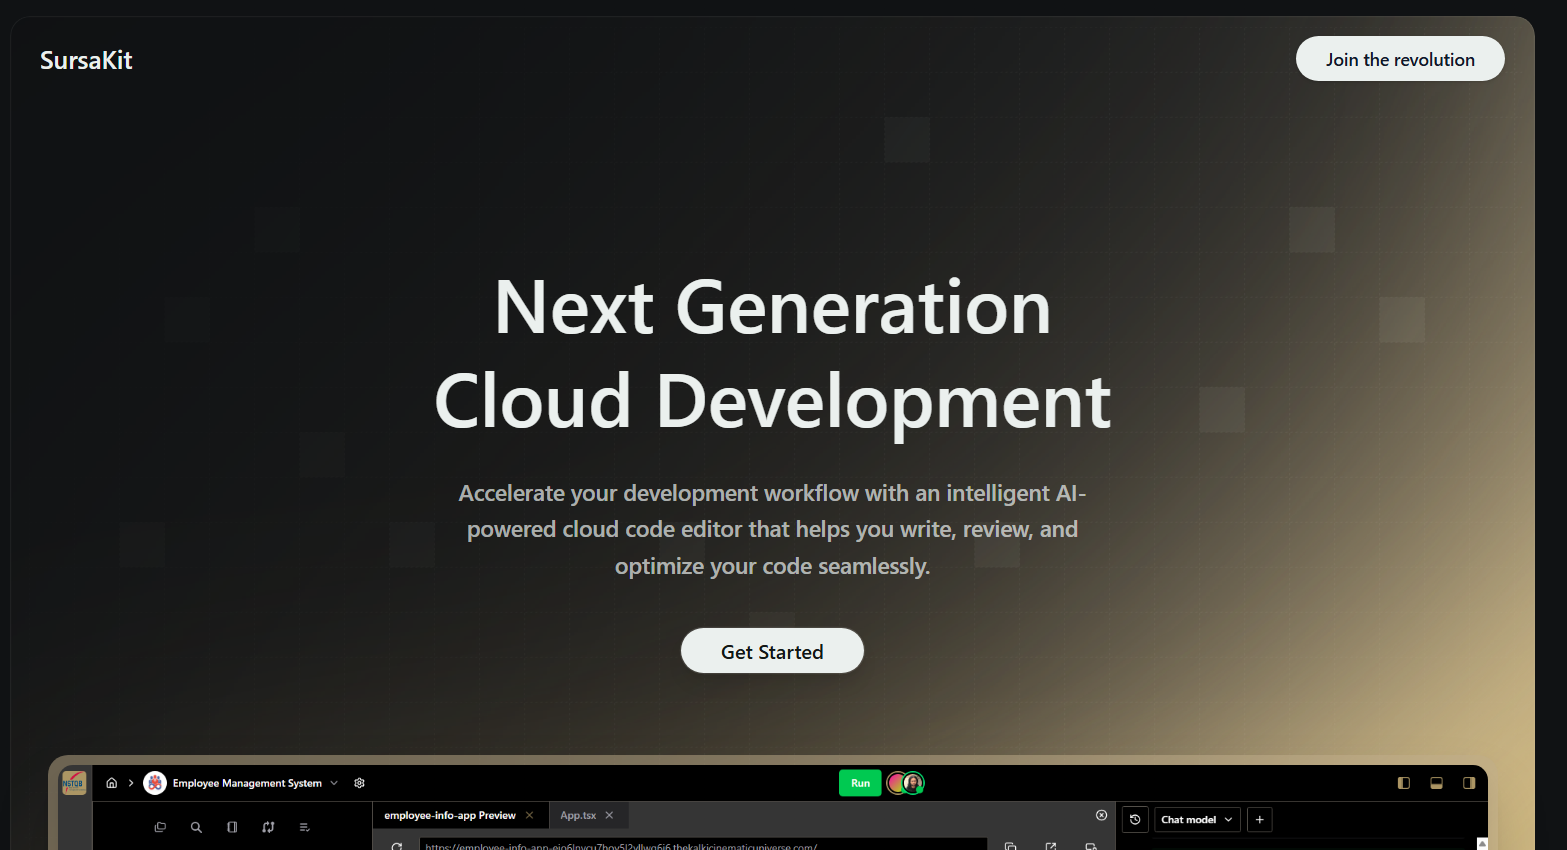 SursaKit
Join the revolution
Next Generation
Cloud Development
Accelerate your development workflow with an intelligent AI-
powered cloud code editor that helps you write, review, and
optimize your code seamlessly.
Get Started
Employee Management System
Run
employee-info-app Preview
App.tsx
Chat model